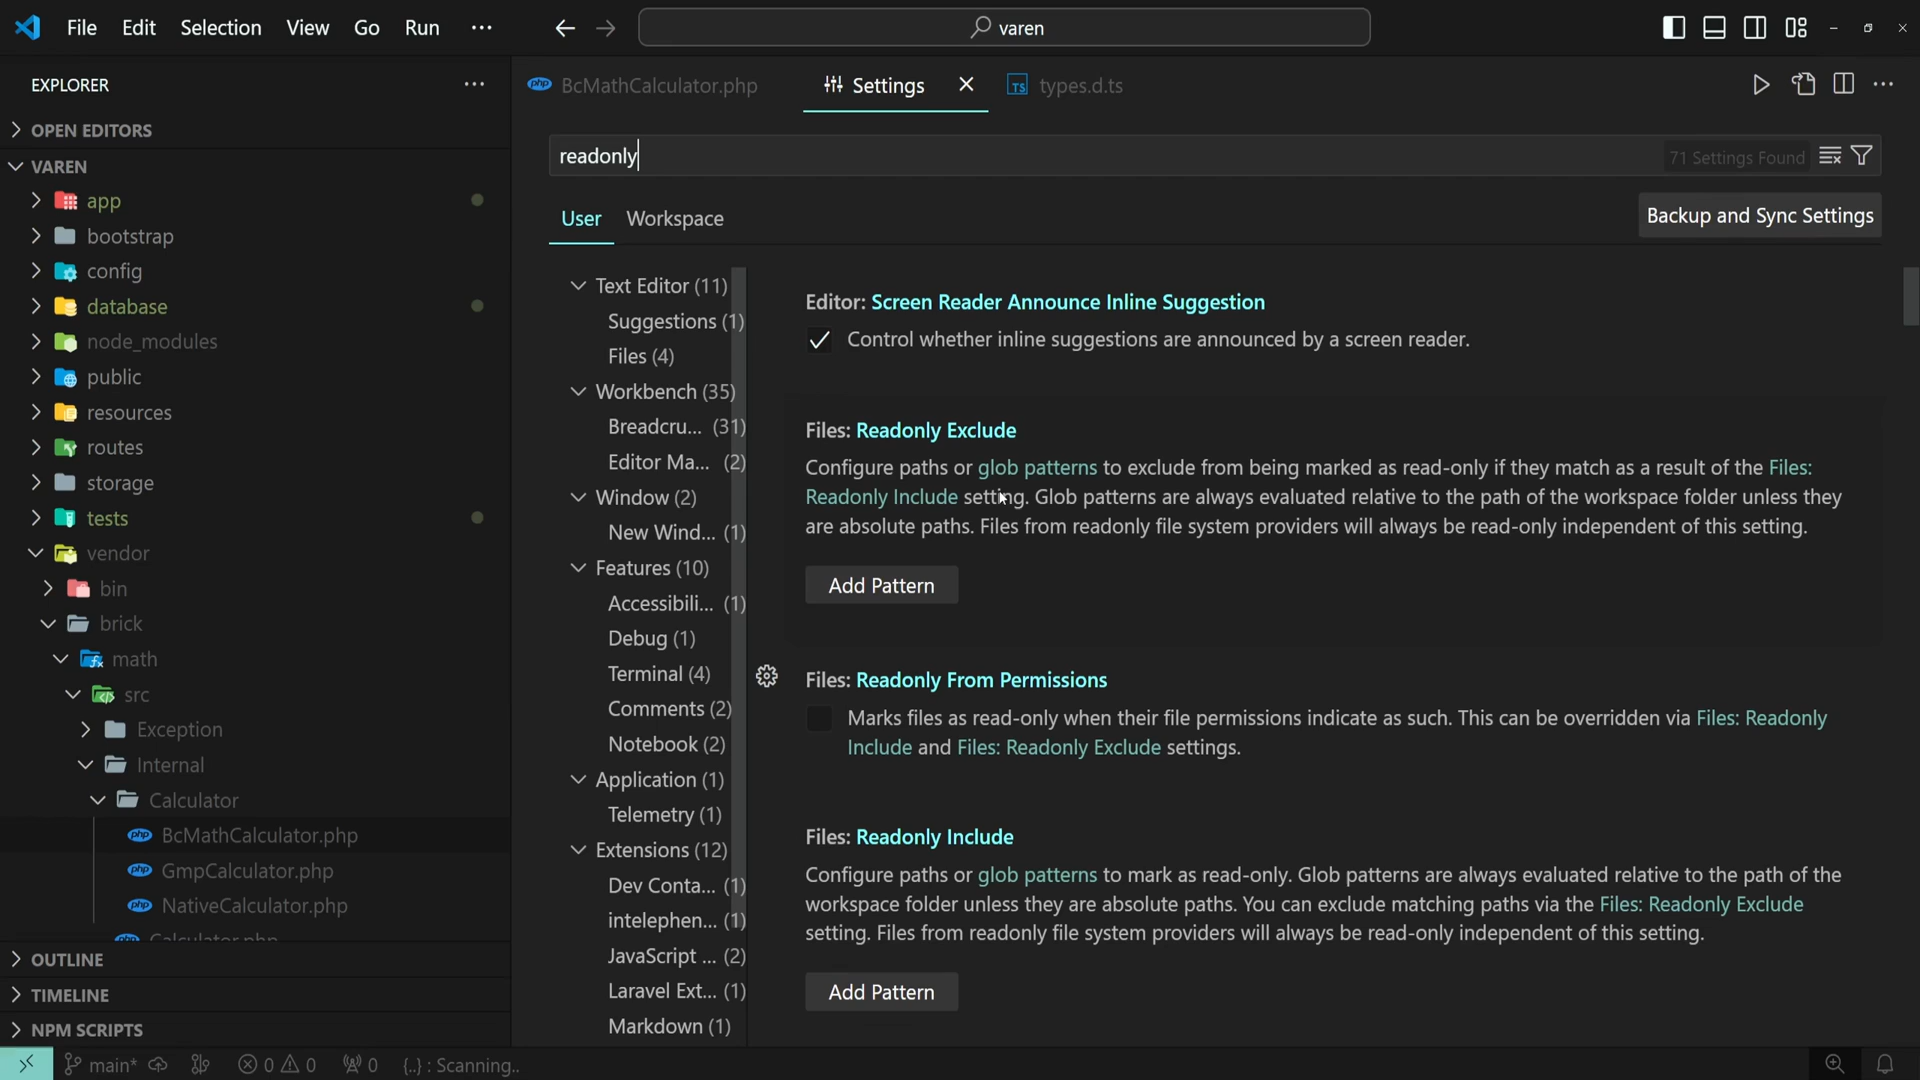 File Edit Selection View Go Run ···
varen
EXPLORER
OPEN EDITORS
VAREN
app
bootstrap
config
database
node_modules
public
resources
routes
storage
tests
vendor
bin
brick
math
src
Exception
Internal
Calculator
BcMathCalculator.php
GmpCalculator.php
NativeCalculator.php
Calculator.php
OUTLINE
TIMELINE
NPM SCRIPTS
BcMathCalculator.php
Settings
TS types.d.ts
readonly
71 Settings Found
User Workspace
Backup and Sync Settings
Text Editor (11)
Suggestions (1)
Files (4)
Workbench (35)
Breadcru... (31)
Editor Ma... (2)
Window (2)
New Wind... (1)
Features (10)
Accessibili... (1)
Debug (1)
Terminal (4)
Comments (2)
Notebook (2)
Application (1)
Telemetry (1)
Extensions (12)
Dev Conta... (1)
intelephen... (1)
JavaScript ... (2)
Laravel Ext... (1)
Markdown (1)
Editor: Screen Reader Announce Inline Suggestion
Control whether inline suggestions are announced by a screen reader.
Files: Readonly Exclude
Configure paths or glob patterns to exclude from being marked as read-only if they match as a result of the Files:
Readonly Include setting. Glob patterns are always evaluated relative to the path of the workspace folder unless they
are absolute paths. Files from readonly file system providers will always be read-only independent of this setting.
Add Pattern
Files: Readonly From Permissions
Marks files as read-only when their file permissions indicate as such. This can be overridden via Files: Readonly
Include and Files: Readonly Exclude settings.
Files: Readonly Include
Configure paths or glob patterns to mark as read-only. Glob patterns are always evaluated relative to the path of the
workspace folder unless they are absolute paths. You can exclude matching paths via the Files: Readonly Exclude
setting. Files from readonly file system providers will always be read-only independent of this setting.
Add Pattern
main* 0 0 0 {..} : Scanning..